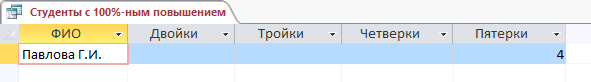 Студенты с 100%-ным повышением
ФИО Двойки Тройки Четверки Пятерки
Павлова Г.И. 4